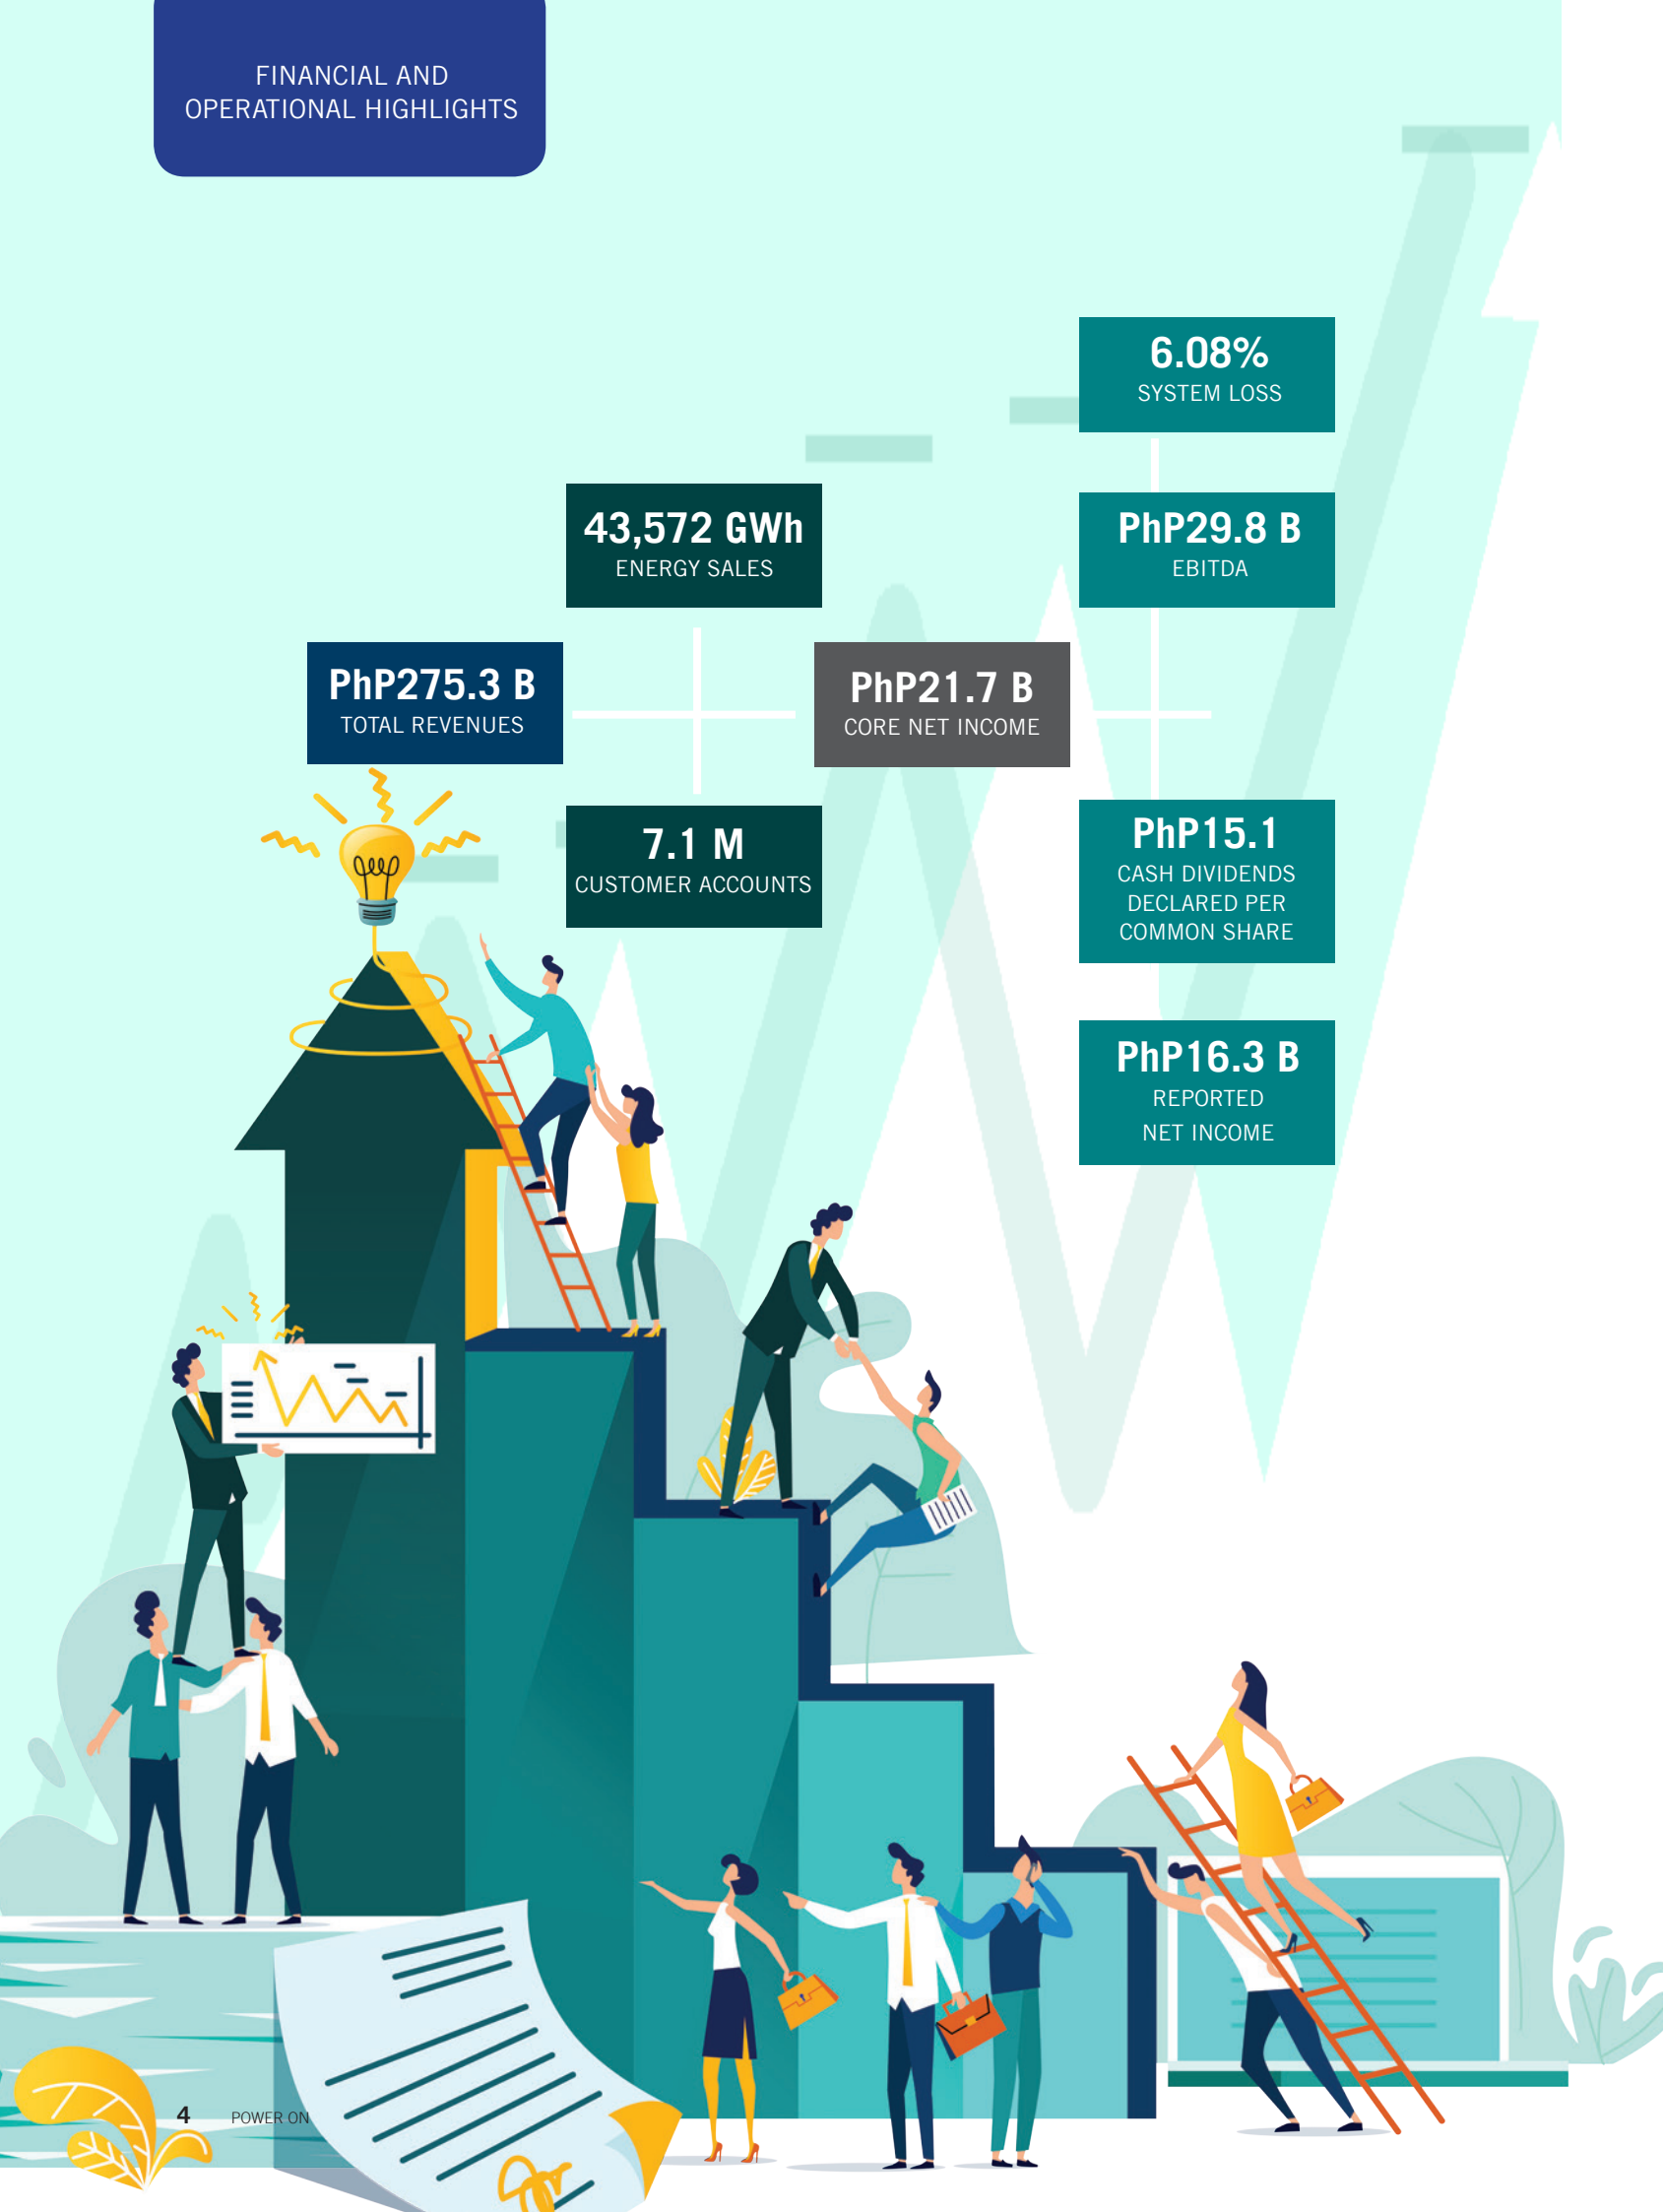 FINANCIAL AND
OPERATIONAL HIGHLIGHTS
6.08%
SYSTEM LOSS
43,572 GWh
ENERGY SALES
PhP29.8 B
EBITDA
PhP275.3 B
TOTAL REVENUES
PhP21.7 B
CORE NET INCOME
7.1 M
CUSTOMER ACCOUNTS
PhP15.1
CASH DIVIDENDS
DECLARED PER
COMMON SHARE
PhP16.3 B
REPORTED
NET INCOME
4 POWER ON